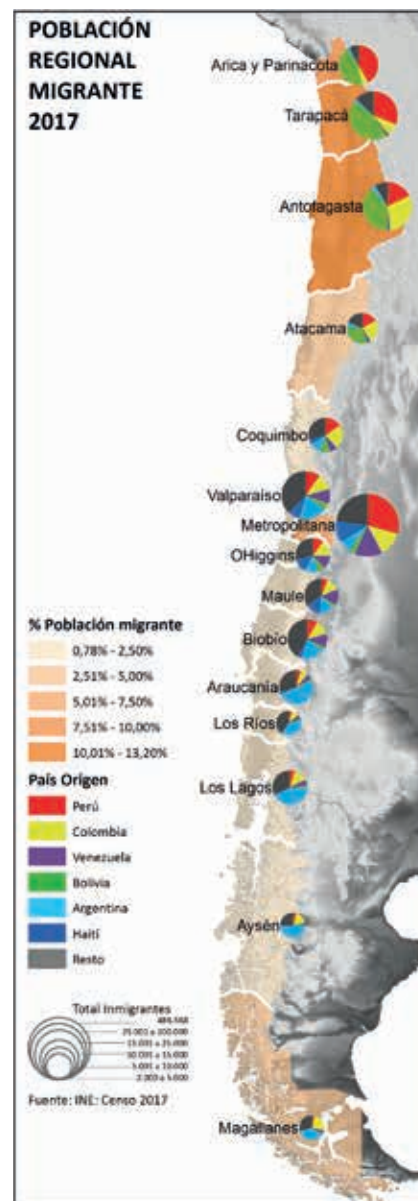 POBLACIÓN
REGIONAL
MIGRANTE
2017
Arica y Parinacota
Tarapacá
Antofagasta
Atacama
Coquimbo
Valparaíso
Metropolitana
OHiggins
Maule
Biobío
Araucanía
Los Ríos
Los Lagos
Aysén
Magallanes
% Población migrante
0,78% - 2,50%
2,51% - 5,00%
5,01% - 7,50%
7,51% - 10,00%
10,01% - 13,20%
País Origen
Perú
Colombia
Venezuela
Bolivia
Argentina
Haití
Resto
Total Inmigrantes
Fuente: INE: Censo 2017